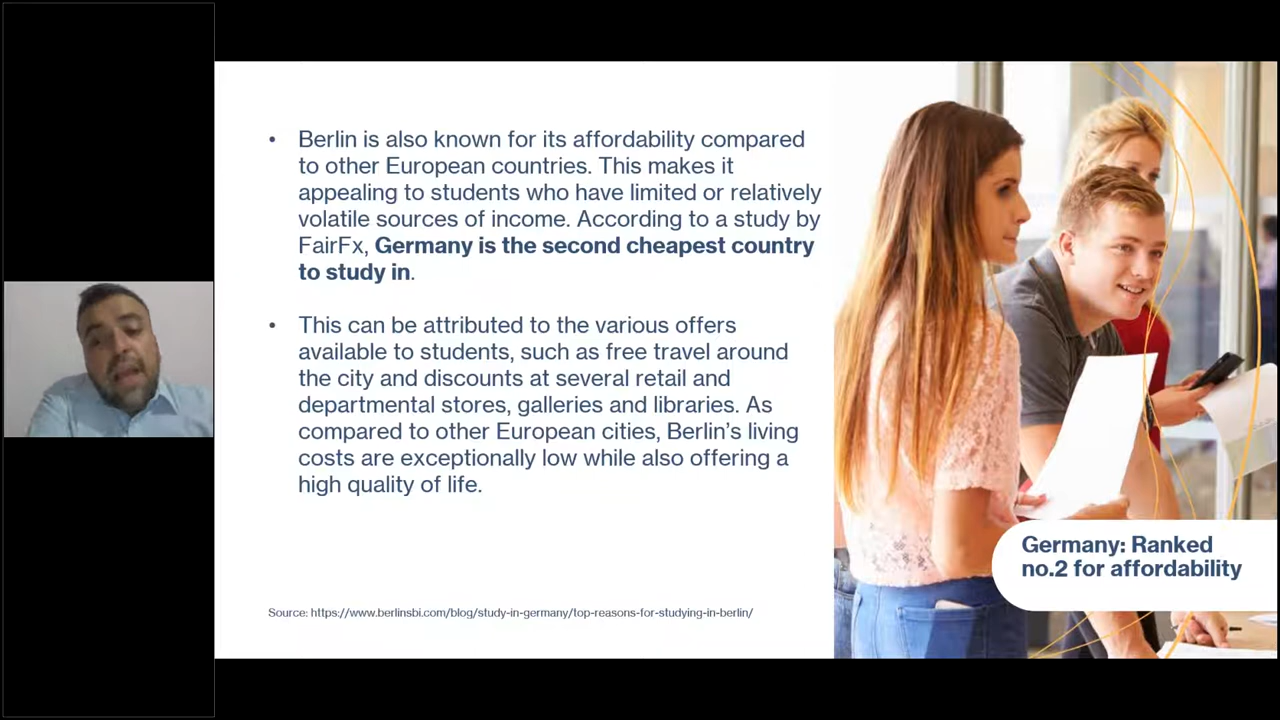 • Berlin is also known for its affordability compared
to other European countries. This makes it
appealing to students who have limited or relatively
volatile sources of income. According to a study by
FairFx, Germany is the second cheapest country
to study in.
• This can be attributed to the various offers
available to students, such as free travel around
the city and discounts at several retail and
departmental stores, galleries and libraries. As
compared to other European cities, Berlin’s living
costs are exceptionally low while also offering a
high quality of life.
Source: https://www.berlinsbi.com/blog/study-in-germany/top-reasons-for-studying-in-berlin/
Germany: Ranked
no.2 for affordability